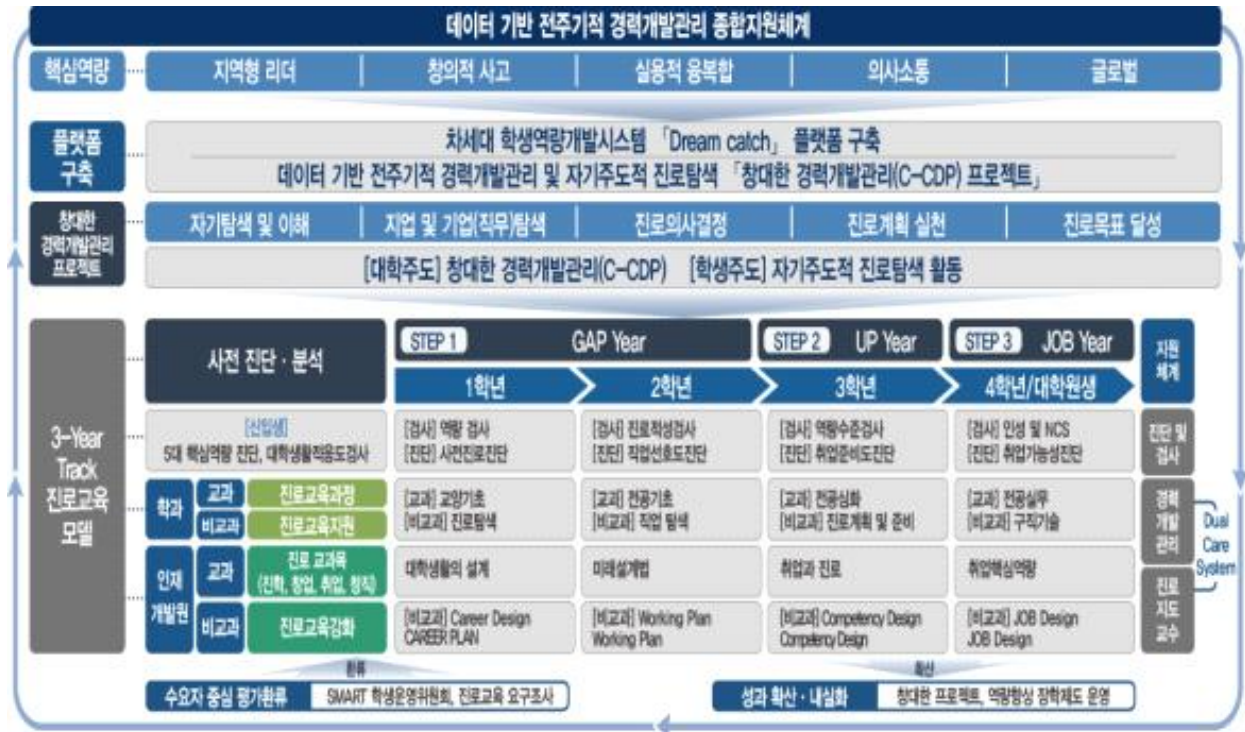 데이터 기반 전주기적 경력개발관리 종합지원체계
핵심역량 지역형 리더 창의적 사고 실용적 융복합 의사소통 글로벌
플랫폼 구축
차세대 학생역량개발시스템 「Dream catch」 플랫폼 구축
데이터 기반 전주기적 경력개발관리 및 자기주도적 진로탐색 「창대한 경력개발관리(C-CDP) 프로젝트」
창대한
경력개발관리
프로젝트
자기탐색 및 이해 지업 및 기업(직무)탐색 진로의사결정 진로계획 실천 진로목표 달성
[대학주도] 창대한 경력개발관리(C-CDP) [학생주도] 자기주도적 진로탐색 활동
3-Year
Track
진로교육
모델
사전 진단 · 분석
STEP 1 GAP Year STEP 2 UP Year STEP 3 JOB Year
1학년 2학년 3학년 4학년/대학원생
지원
체계
[신입생]
5대 핵심역량 진단, 대학생활적응도검사
[검사] 역량 검사
[진단] 사전진로진단
[검사] 진로적성검사
[진단] 직업선호도진단
[검사] 역량수준검사
[진단] 취업준비도진단
[검사] 인성 및 NCS
[진단] 취업가능성진단
진단 및
검사
학과
교과 진로교육과정
비교과 진로교육지원
[교과] 교양기초
[비교과] 진로탐색
[교과] 전공기초
[비교과] 직업 탐색
[교과] 전공심화
[비교과] 진로계획 및 준비
[교과] 전공실무
[비교과] 구직기술
경력
개발
관리
인재
개발원
교과
진로 교과목
(진학, 창업, 취업, 창직)
대학생활의 설계
미래설계법
취업과 진로
취업핵심역량
비교과 진로교육강화
[비교과] Career Design
CAREER PLAN
[비교과] Working Plan
Working Plan
[비교과] Competency Design
Competency Design
[비교과] JOB Design
JOB Design
진로
지도
교수
Dual
Care
System
환류
확산
수요자 중심 평가환류 SMART 학생운영위원회, 진로교육 요구조사
성과 확산 · 내실화 창대한 프로젝트, 역량향상 장학제도 운영